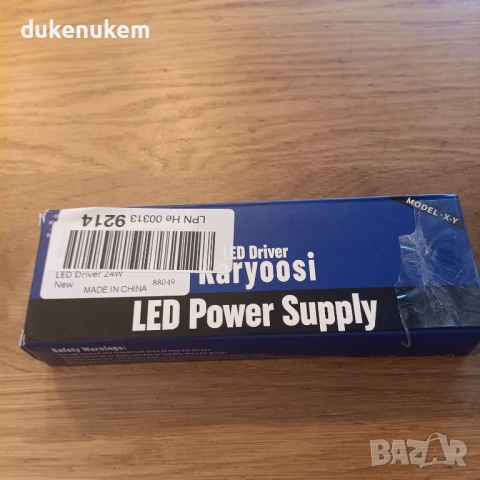 dukenukem
MODEL-X-Y
LPN He 00313
9214
LED Driver 24W
New
MADE IN CHINA 88049
LED Driver
Karyoosi
LED Power Supply
Safety Warnings:
BAZAR